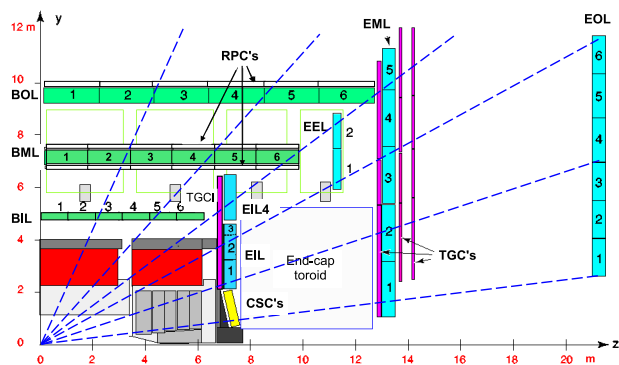 12 m y
EML
EOL
RPC's
10
BOL 1 2 3 4 5 6
5
6
8
EEL 2
1
5
BML 1 2 3 4 5 6
4
4
6
TGCI
3
3
BIL 1 2 3 4 5 6
EIL4
4
3
2
2
EIL
2
1
End-cap
toroid
TGC's
1
2
CSC's
1
0
0 2 4 6 8 10 12 14 16 18 20 m z